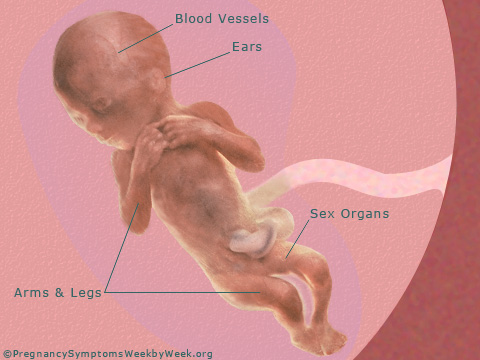 Blood Vessels
Ears
Sex Organs
Arms & Legs
©PregnancySymptomsWeekbyWeek.org